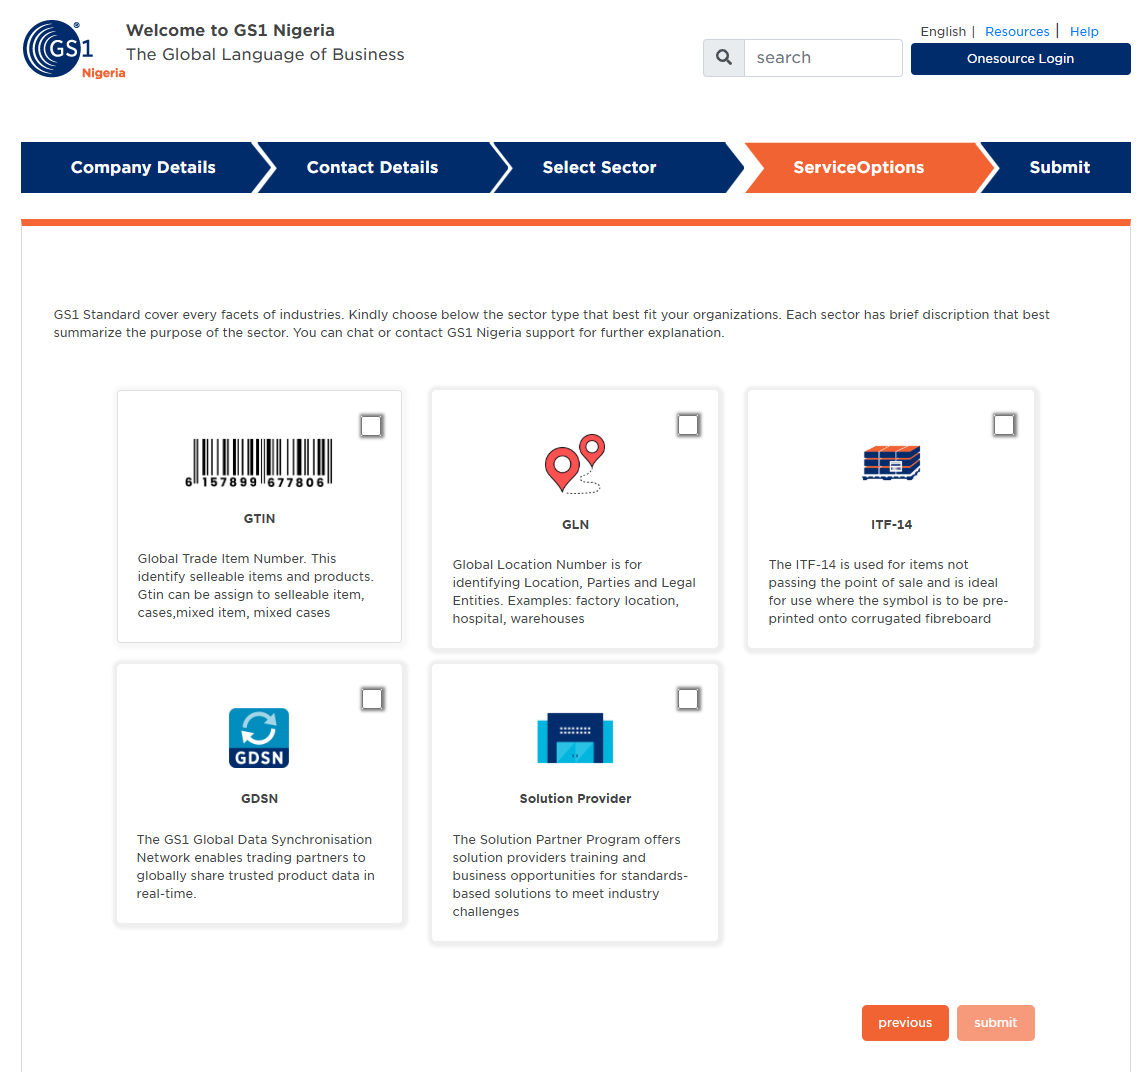 GS1
Nigeria
Welcome to GS1 Nigeria
The Global Language of Business
search
English | Resources | Help
Onesource Login
Company Details
Contact Details
Select Sector
ServiceOptions
Submit
GS1 Standard cover every facets of industries. Kindly choose below the sector type that best fit your organizations. Each sector has brief discription that best
summarize the purpose of the sector. You can chat or contact GS1 Nigeria support for further explanation.
6 157899 677806
GTIN
Global Trade Item Number. This
identify selleable items and products.
Gtin can be assign to selleable item,
cases,mixed item, mixed cases
GLN
Global Location Number is for
identifying Location, Parties and Legal
Entities. Examples: factory location,
hospital, warehouses
ITF-14
The ITF-14 is used for items not
passing the point of sale and is ideal
for use where the symbol is to be pre-
printed onto corrugated fibreboard
GDSN
GDSN
The GS1 Global Data Synchronisation
Network enables trading partners to
globally share trusted product data in
real-time.
Solution Provider
The Solution Partner Program offers
solution providers training and
business opportunities for standards-
based solutions to meet industry
challenges
previous
submit